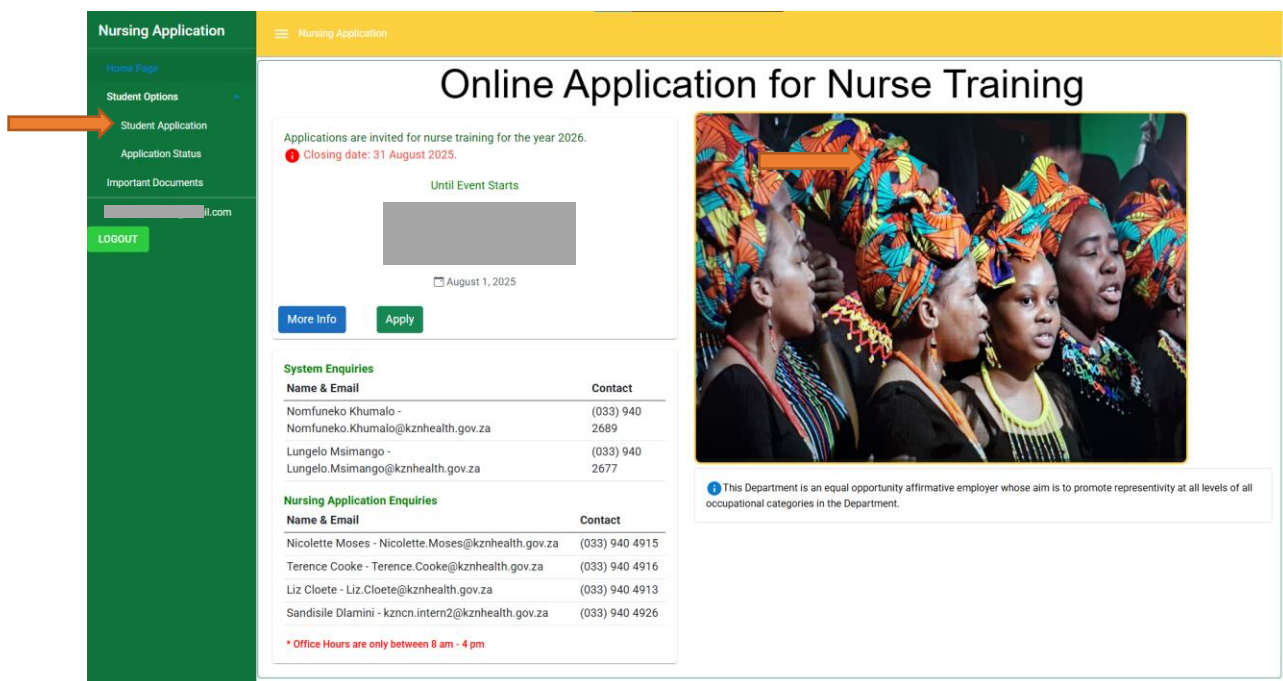 Nursing Application
Nursing Application
Home Page
Student Options
Student Application
Application Status
Important Documents
il.com
LOGOUT
Online Application for Nurse Training
Applications are invited for nurse training for the year 2026.
Closing date: 31 August 2025.
Until Event Starts
August 1, 2025
More Info Apply
System Enquiries
Name & Email Contact
Nomfuneko Khumalo - (033) 940
Nomfuneko.Khumalo@kznhealth.gov.za 2689
Lungelo Msimango - (033) 940
Lungelo.Msimango@kznhealth.gov.za 2677
Nursing Application Enquiries
Name & Email Contact
Nicolette Moses - Nicolette.Moses@kznhealth.gov.za (033) 940 4915
Terence Cooke - Terence.Cooke@kznhealth.gov.za (033) 940 4916
Liz Cloete - Liz.Cloete@kznhealth.gov.za (033) 940 4913
Sandisile Dlamini - kzncn.intern2@kznhealth.gov.za (033) 940 4926
* Office Hours are only between 8 am - 4 pm
This Department is an equal opportunity affirmative employer whose aim is to promote representivity at all levels of all
occupational categories in the Department.